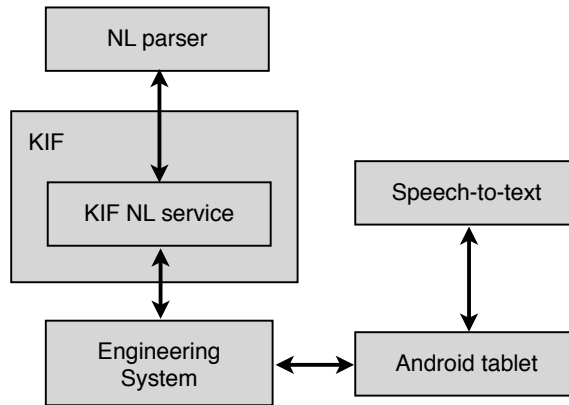 NL parser
KIF
KIF NL service
Speech-to-text
Engineering
System
Android tablet